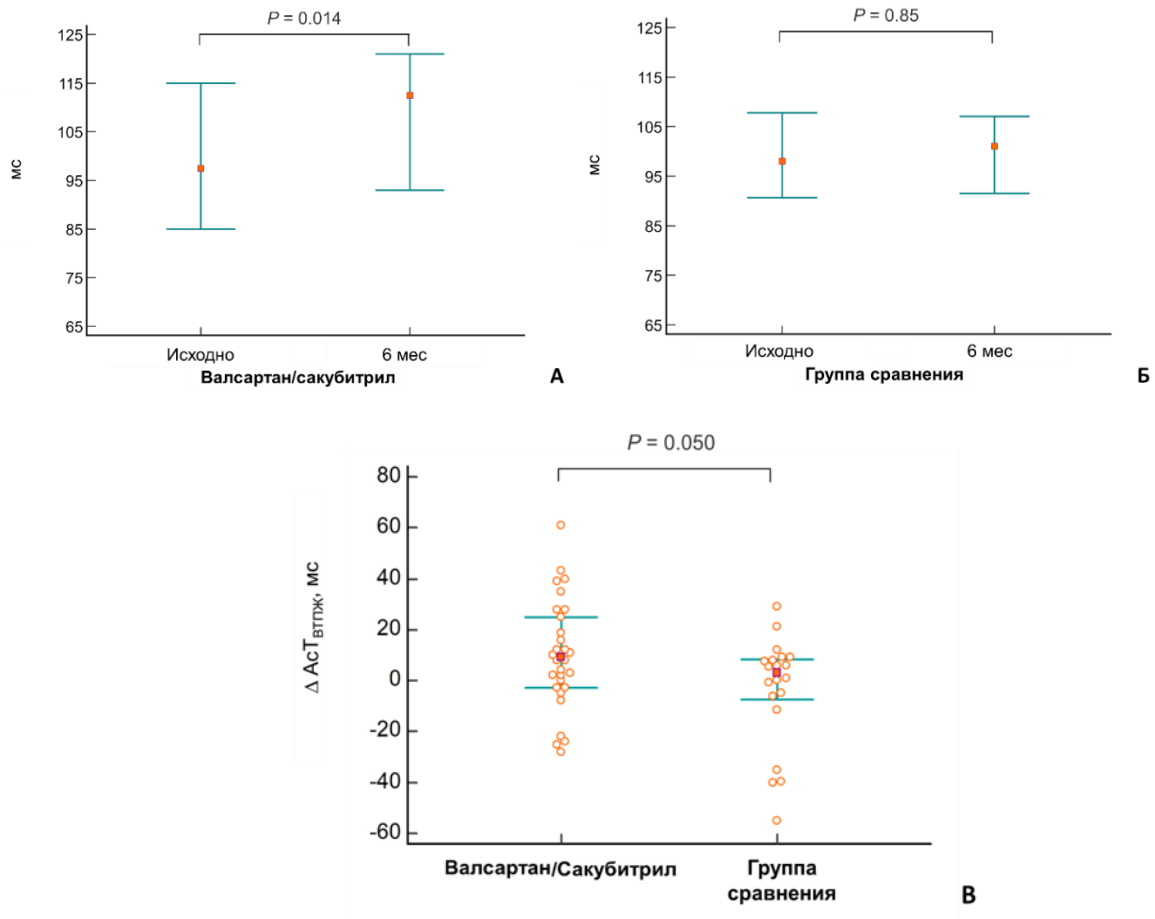 P = 0.014
125
115
105
95
85
75
65
мс
Исходно
6 мес
Валсартан/сакубитрил
А
P = 0.85
125
115
105
95
85
75
65
мс
Исходно
6 мес
Группа сравнения
Б
P = 0.050
80
60
40
20
0
-20
-40
-60
Δ АсТвтпж, мс
Валсартан/Сакубитрил
Группа
сравнения
В